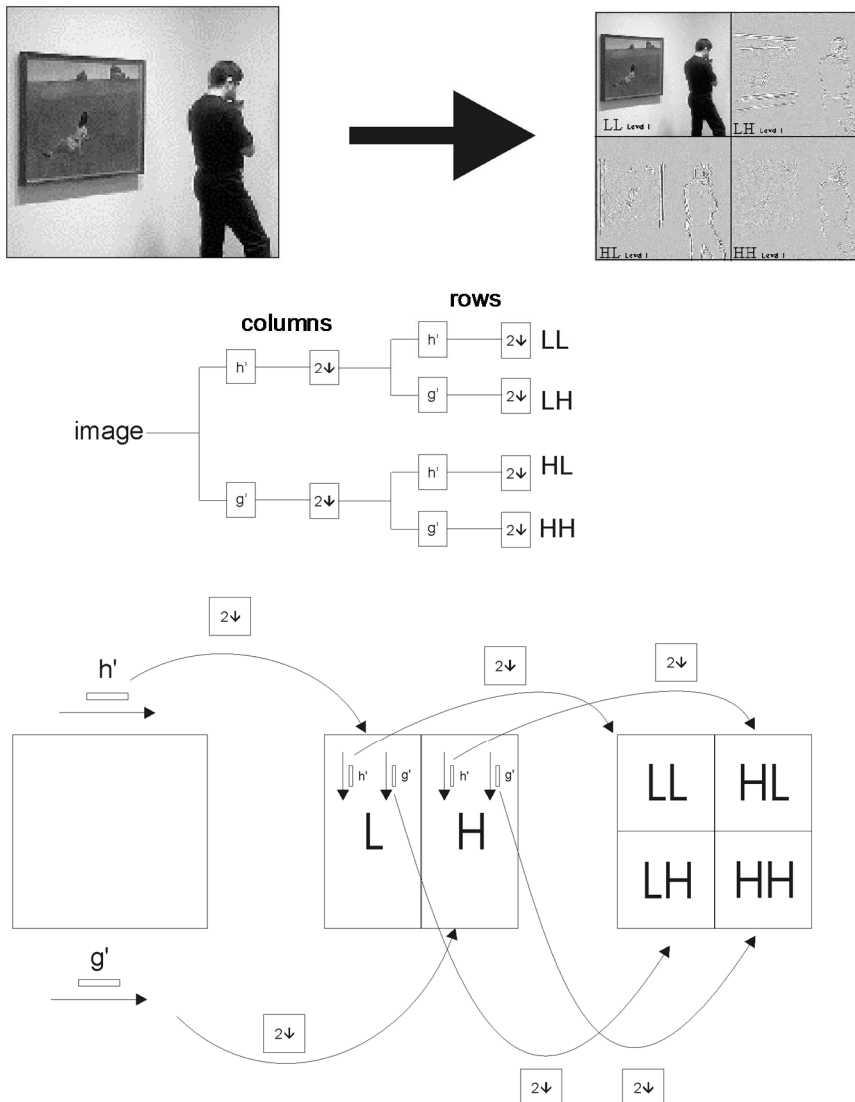 LL Level 1
LH Level 1
HL Level 1
HH Level 1
columns
rows
h'
2↓
h'
2↓
LL
g'
2↓
LH
image
g'
2↓
h'
2↓
HL
g'
2↓
HH
2↓
h'
2↓
2↓
h'
g'
h'
g'
L
H
LL
HL
LH
HH
g'
2↓
2↓
2↓